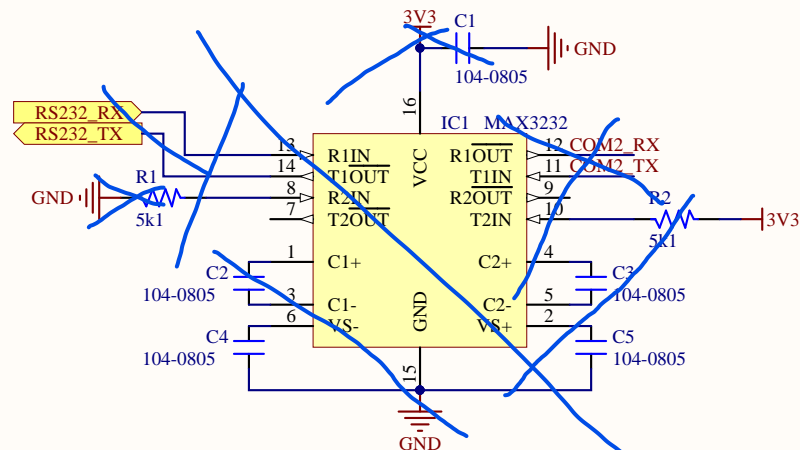 3V3
C1
GND
104-0805
16
IC1 MAX3232
RS232_RX
RS232_TX
13 R1IN VCC R1OUT 12 COM2_RX
14 T1OUT T1IN 11 COM2_TX
R1
GND 8 R2IN R2OUT 9 R2
5k1 7 T2OUT T2IN 10 5k1 3V3
1 C1+ C2+ 4
C2 C3
104-0805 104-0805
3 C1- GND C2- 5
6 VS- VS+ 2
C4 C5
104-0805 104-0805
15
GND